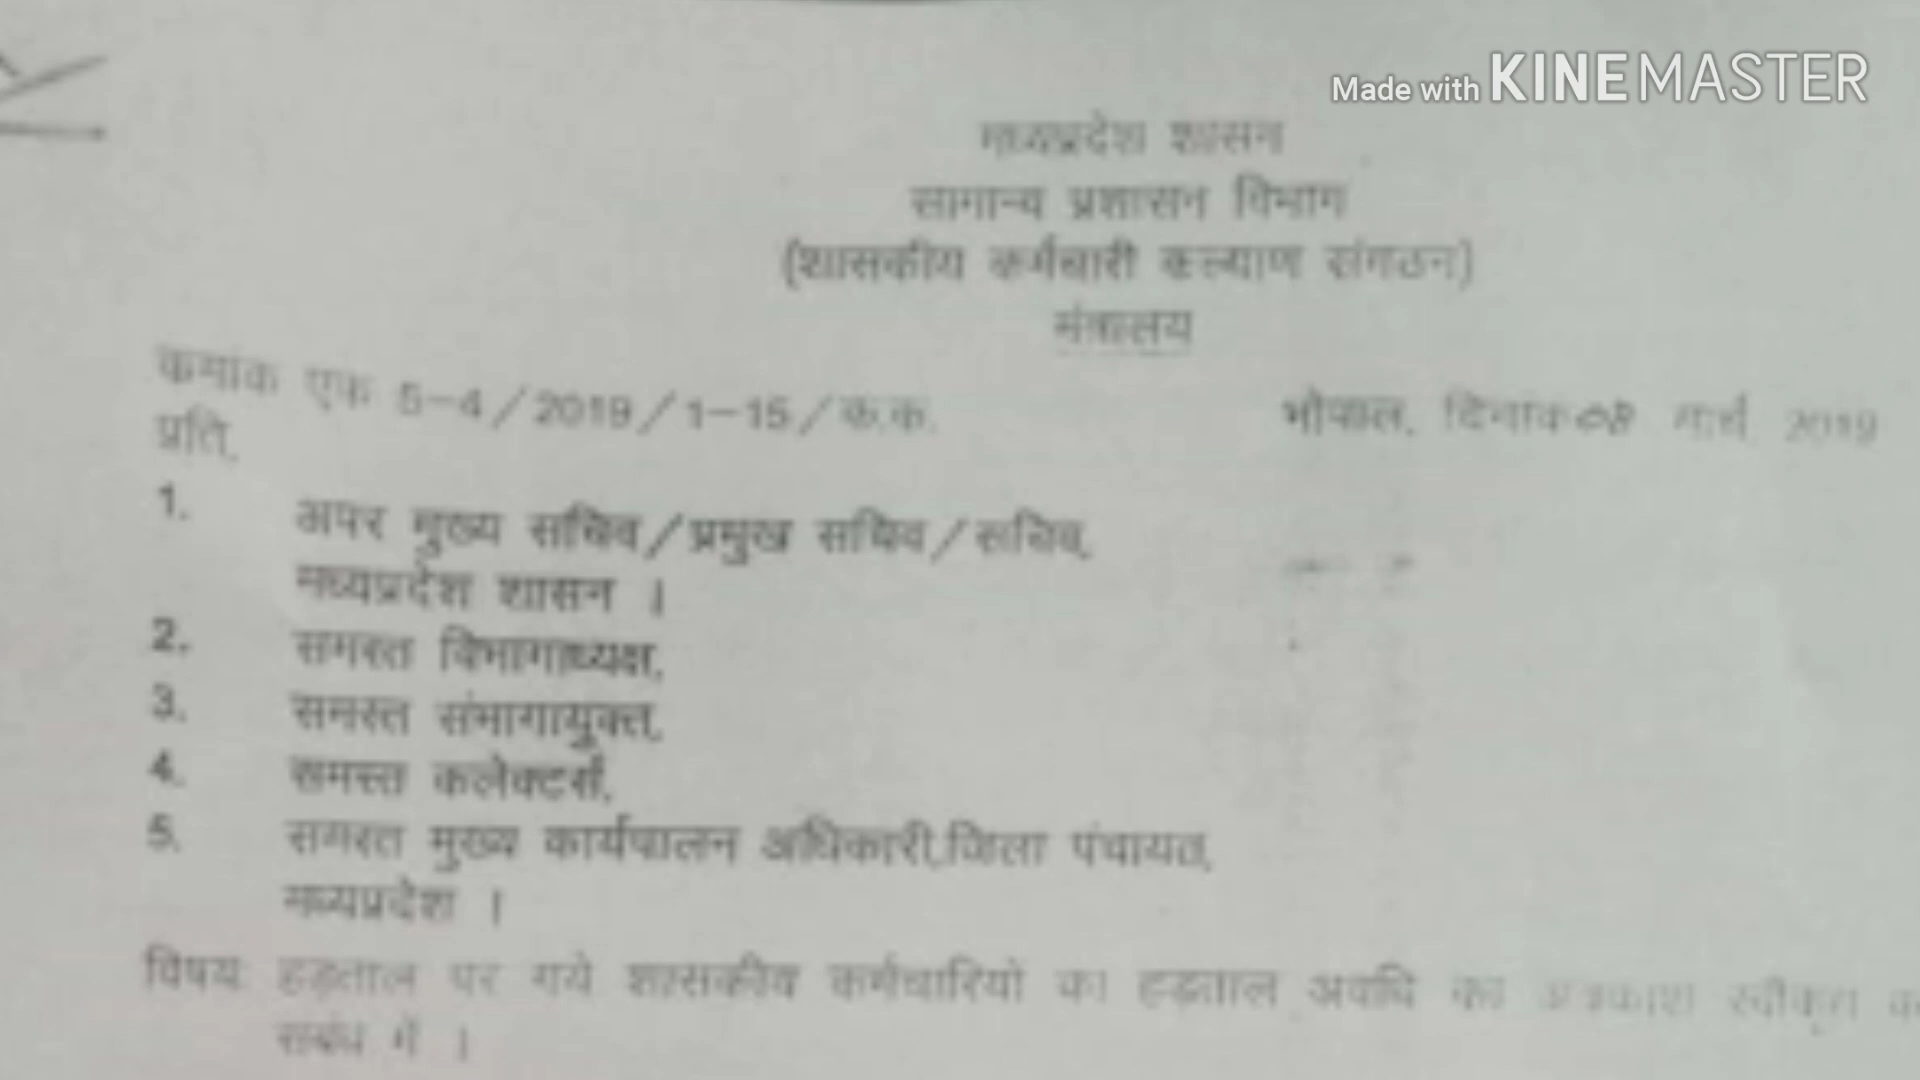 Made with KINEMASTER
मध्यप्रदेश शासन
सामान्य प्रशासन विभाग
(शासकीय कर्मचारी कल्याण संगठन)
मंत्रालय
कमांक एफ 5-4/2019/1-15/क.क.
भोपाल, दिनांक मार्च 2019
प्रति,
1. अपर मुख्य सचिव/प्रमुख सचिव/सचिव,
मध्यप्रदेश शासन ।
2. समस्त विभागाध्यक्ष,
3. समस्त संभागायुक्त,
4. समस्त कलेक्टर्स,
5. समस्त मुख्य कार्यपालन अधिकारी,जिला पंचायत,
मध्यप्रदेश ।
विषय: हड़ताल पर गये शासकीय कर्मचारियों का हड़ताल अवधि का अवकाश स्वीकृत
संबंध में ।